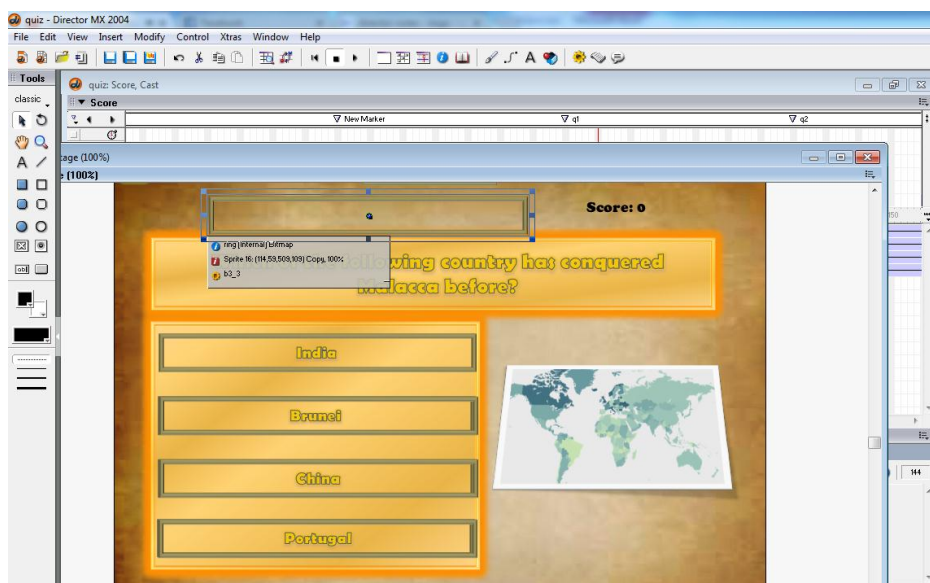 quiz - Director MX 2004
File Edit View Insert Modify Control Xtras Window Help
Tools
quiz: Score, Cast
classic
Score
New Marker
q1
q2
(100%)
(100%)
Score: 0
150
ring (Internal) Bitmap
Sprite 16: (114,59,509,109) Copy, 100%
b3_3
following country has conquered
Malacca before?
India
Brunei
China
Portugal
144